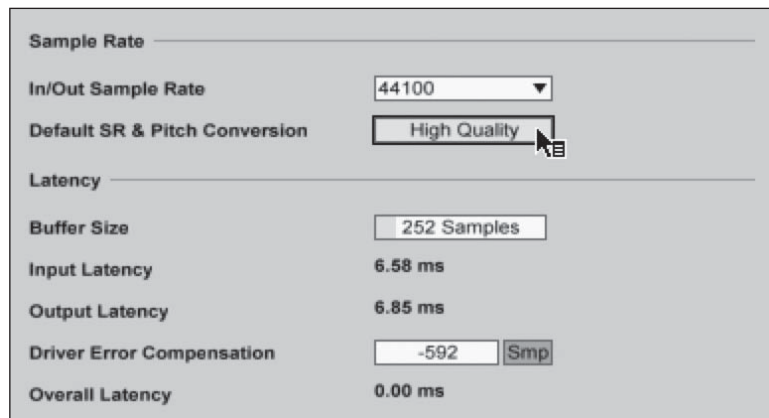 Sample Rate
In/Out Sample Rate 44100
Default SR & Pitch Conversion High Quality
Latency
Buffer Size 252 Samples
Input Latency 6.58 ms
Output Latency 6.85 ms
Driver Error Compensation -592 Smp
Overall Latency 0.00 ms